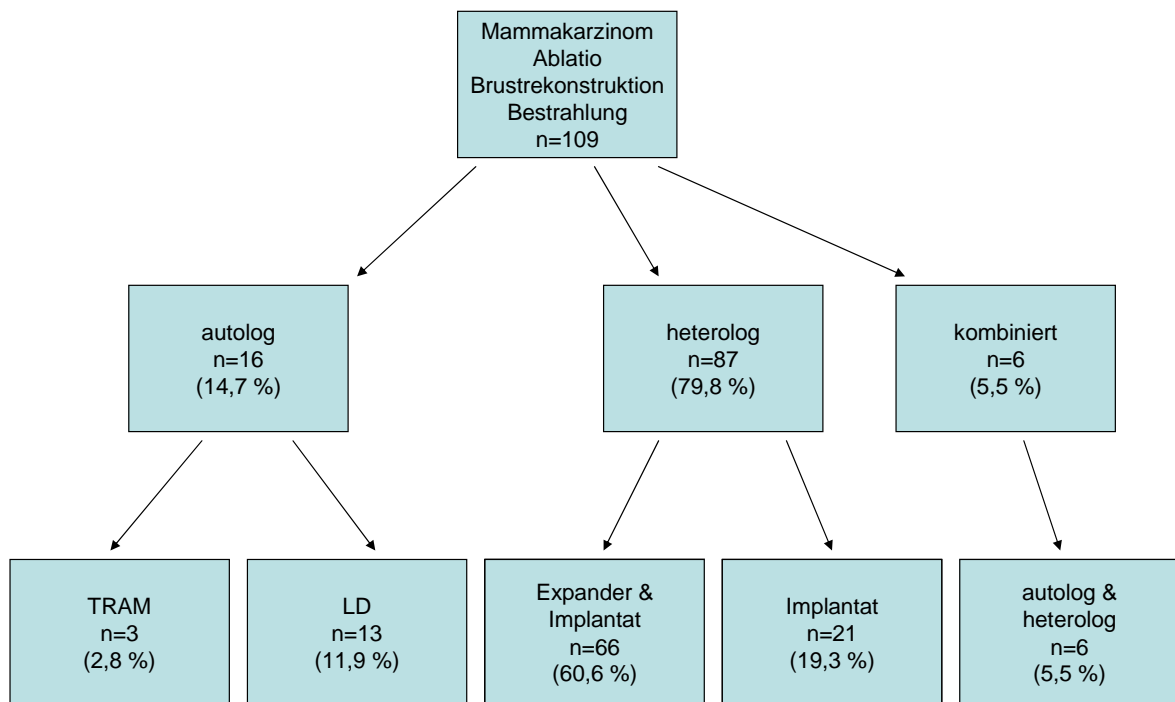 Mammakarzinom
Ablatio
Brustrekonstruktion
Bestrahlung
n=109
autolog
n=16
(14,7 %)
heterolog
n=87
(79,8 %)
kombiniert
n=6
(5,5 %)
TRAM
n=3
(2,8 %)
LD
n=13
(11,9 %)
Expander &
Implantat
n=66
(60,6 %)
Implantat
n=21
(19,3 %)
autolog &
heterolog
n=6
(5,5 %)